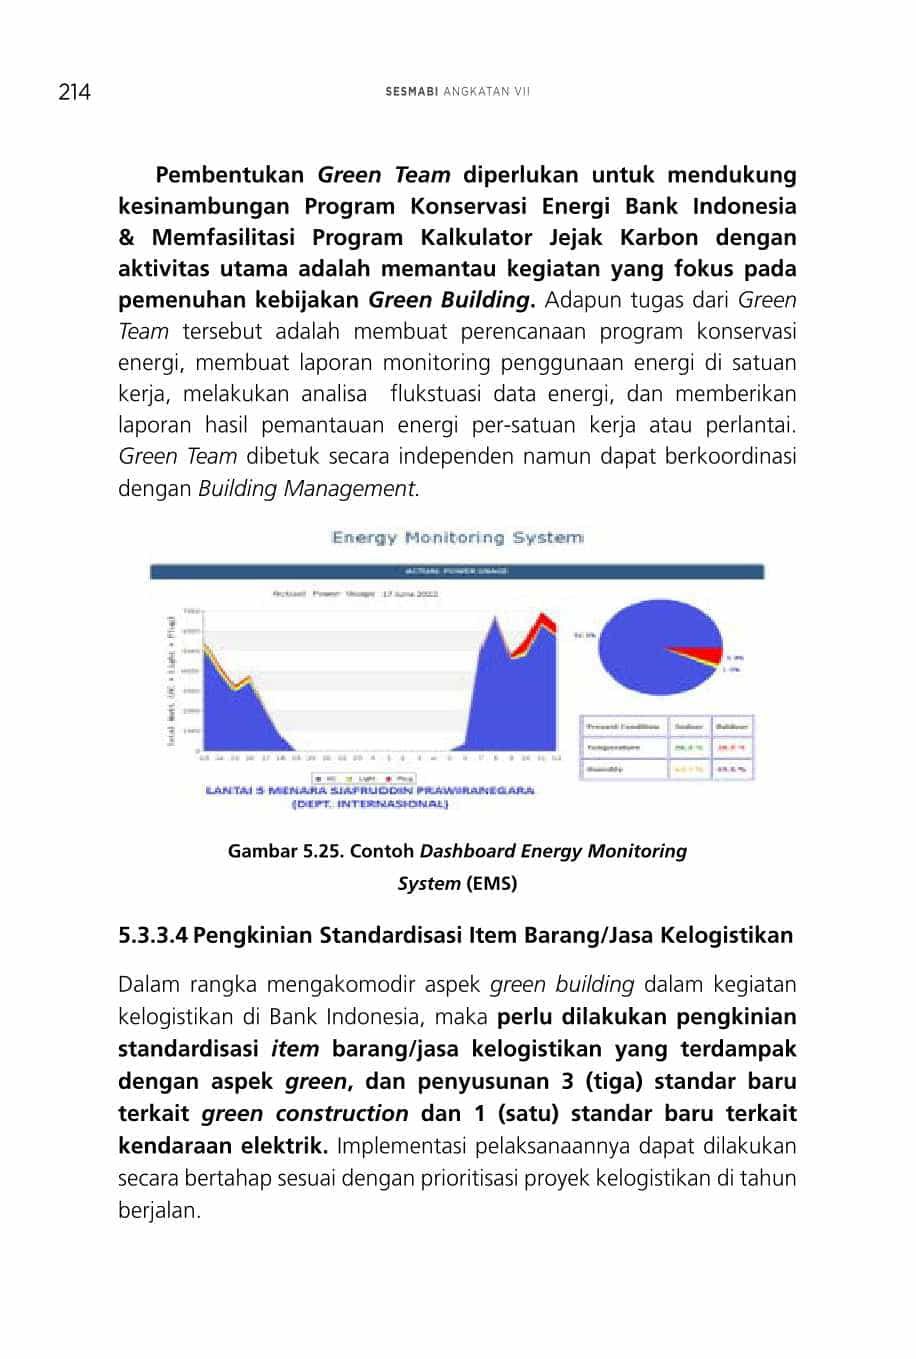 214
SESMABI ANGKATAN VII
Pembentukan Green Team diperlukan untuk mendukung
kesinambungan Program Konservasi Energi Bank Indonesia
& Memfasilitasi Program Kalkulator Jejak Karbon dengan
aktivitas utama adalah memantau kegiatan yang fokus pada
pemenuhan kebijakan Green Building. Adapun tugas dari Green
Team tersebut adalah membuat perencanaan program konservasi
energi, membuat laporan monitoring penggunaan energi di satuan
kerja, melakukan analisa flukstuasi data energi, dan memberikan
laporan hasil pemantauan energi per-satuan kerja atau perlantai.
Green Team dibetuk secara independen namun dapat berkoordinasi
dengan Building Management.
Energy Monitoring System
ACTUAL POWER USAGE
Actual Power Usage 17 June 2022
Total Watt (AC + Light + Plug)
Present Condition Indoor Outdoor
Temperature
Humidity
AC Light Plug
LANTAI 5 MENARA SJAFRUDDIN PRAWIRANEGARA
(DEPT. INTERNASIONAL)
Gambar 5.25. Contoh Dashboard Energy Monitoring
System (EMS)
5.3.3.4 Pengkinian Standardisasi Item Barang/Jasa Kelogistikan
Dalam rangka mengakomodir aspek green building dalam kegiatan
kelogistikan di Bank Indonesia, maka perlu dilakukan pengkinian
standardisasi item barang/jasa kelogistikan yang terdampak
dengan aspek green, dan penyusunan 3 (tiga) standar baru
terkait green construction dan 1 (satu) standar baru terkait
kendaraan elektrik. Implementasi pelaksanaannya dapat dilakukan
secara bertahap sesuai dengan prioritisasi proyek kelogistikan di tahun
berjalan.